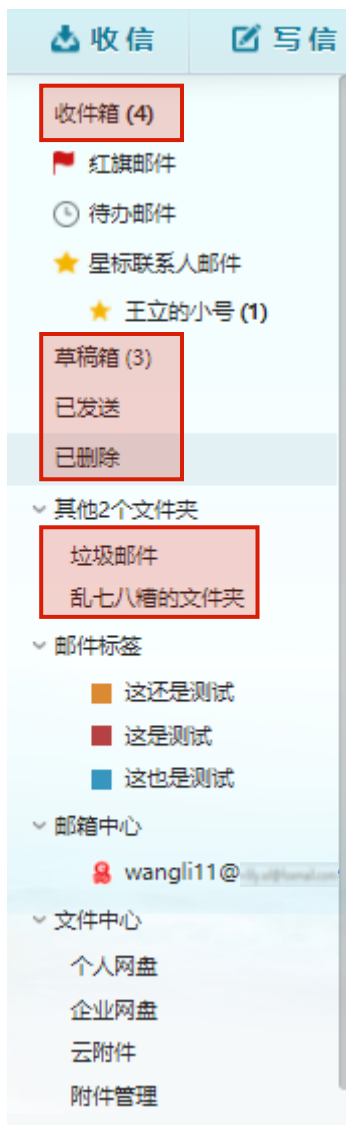 收信 写信
收件箱 (4)
红旗邮件
待办邮件
星标联系人邮件
王立的小号 (1)
草稿箱 (3)
已发送
已删除
其他2个文件夹
垃圾邮件
乱七八糟的文件夹
邮件标签
这还是测试
这是测试
这也是测试
邮箱中心
wangli11@
文件中心
个人网盘
企业网盘
云附件
附件管理